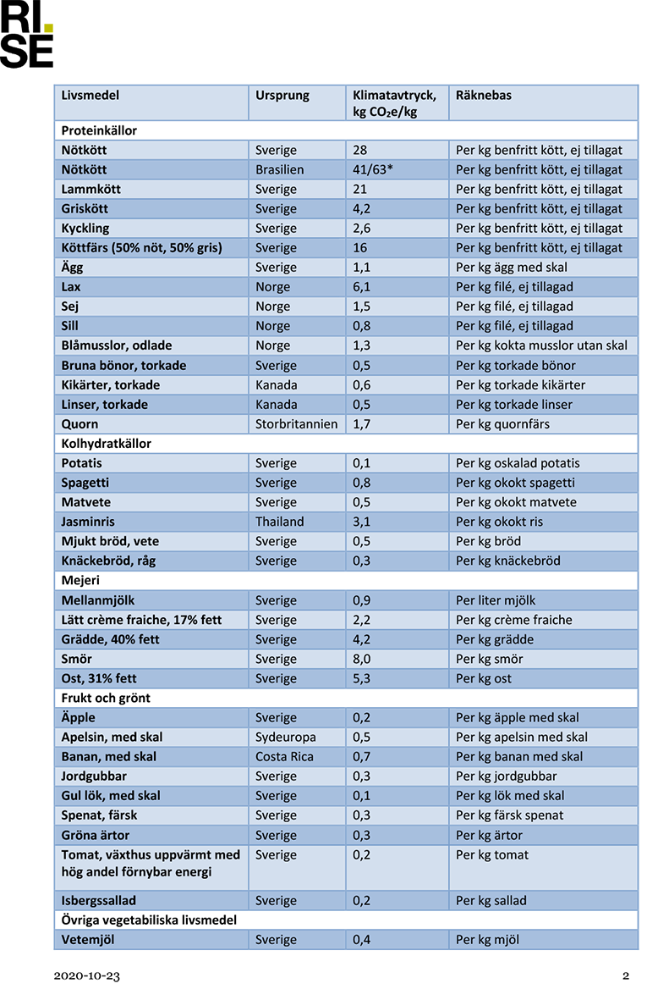 RI.
SE
Livsmedel Ursprung Klimatavtryck, Räknebas
kg CO₂e/kg
Proteinkällor
Nötkött Sverige 28 Per kg benfritt kött, ej tillagat
Nötkött Brasilien 41/63* Per kg benfritt kött, ej tillagat
Lammkött Sverige 21 Per kg benfritt kött, ej tillagat
Griskött Sverige 4,2 Per kg benfritt kött, ej tillagat
Kyckling Sverige 2,6 Per kg benfritt kött, ej tillagat
Köttfärs (50% nöt, 50% gris) Sverige 16 Per kg benfritt kött, ej tillagat
Ägg Sverige 1,1 Per kg ägg med skal
Lax Norge 6,1 Per kg filé, ej tillagad
Sej Norge 1,5 Per kg filé, ej tillagad
Sill Norge 0,8 Per kg filé, ej tillagad
Blåmusslor, odlade Norge 1,3 Per kg kokta musslor utan skal
Bruna bönor, torkade Sverige 0,5 Per kg torkade bönor
Kikärter, torkade Kanada 0,6 Per kg torkade kikärter
Linser, torkade Kanada 0,5 Per kg torkade linser
Quorn Storbritannien 1,7 Per kg quornfärs
Kolhydratkällor
Potatis Sverige 0,1 Per kg oskalad potatis
Spagetti Sverige 0,8 Per kg okokt spagetti
Matvete Sverige 0,5 Per kg okokt matvete
Jasminris Thailand 3,1 Per kg okokt ris
Mjukt bröd, vete Sverige 0,5 Per kg bröd
Knäckebröd, råg Sverige 0,3 Per kg knäckebröd
Mejeri
Mellanmjölk Sverige 0,9 Per liter mjölk
Lätt crème fraiche, 17% fett Sverige 2,2 Per kg crème fraiche
Grädde, 40% fett Sverige 4,2 Per kg grädde
Smör Sverige 8,0 Per kg smör
Ost, 31% fett Sverige 5,3 Per kg ost
Frukt och grönt
Äpple Sverige 0,2 Per kg äpple med skal
Apelsin, med skal Sydeuropa 0,5 Per kg apelsin med skal
Banan, med skal Costa Rica 0,7 Per kg banan med skal
Jordgubbar Sverige 0,3 Per kg jordgubbar
Gul lök, med skal Sverige 0,1 Per kg lök med skal
Spenat, färsk Sverige 0,3 Per kg färsk spenat
Gröna ärtor Sverige 0,3 Per kg ärtor
Tomat, växthus uppvärmt med Sverige 0,2 Per kg tomat
hög andel förnybar energi
Isbergssallad Sverige 0,2 Per kg sallad
Övriga vegetabiliska livsmedel
Vetemjöl Sverige 0,4 Per kg mjöl
2020-10-23 2